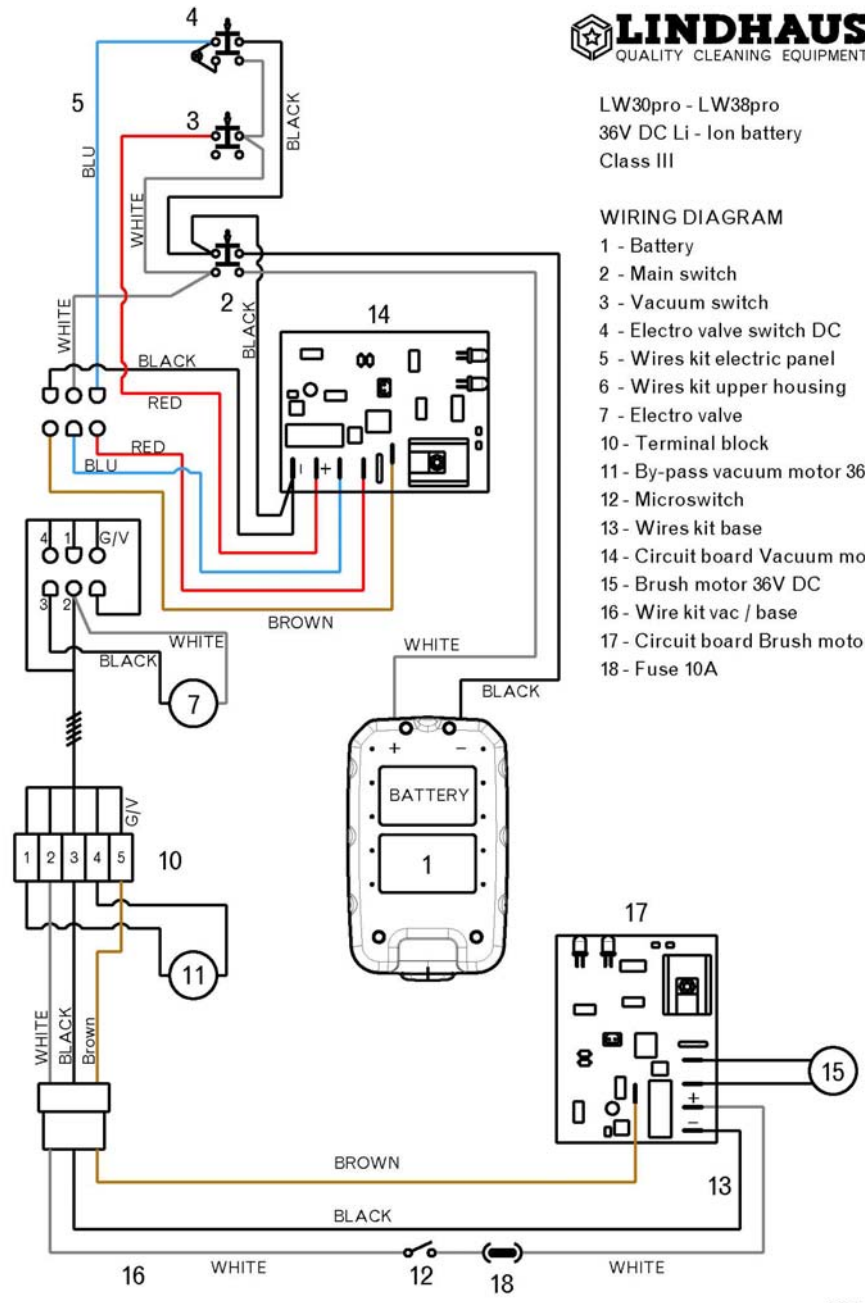 LINDHAUS
QUALITY CLEANING EQUIPMENT
LW30pro - LW38pro
36V DC Li - Ion battery
Class III
WIRING DIAGRAM
1 - Battery
2 - Main switch
3 - Vacuum switch
4 - Electro valve switch DC
5 - Wires kit electric panel
6 - Wires kit upper housing
7 - Electro valve
10 - Terminal block
11 - By-pass vacuum motor 36
12 - Microswitch
13 - Wires kit base
14 - Circuit board Vacuum mo
15 - Brush motor 36V DC
16 - Wire kit vac / base
17 - Circuit board Brush moto
18 - Fuse 10A
4
5
3
BLU
BLACK
WHITE
2
WHITE
BLACK
14
BLACK
RED
RED
BLU
- +
4 1 G/V
3 2
BROWN
WHITE
BLACK
7
WHITE
BLACK
+ -
BATTERY
1
G/V
1 2 3 4 5
10
11
17
WHITE
BLACK
Brown
15
+
-
BROWN
13
BLACK
WHITE
WHITE
16
12
18